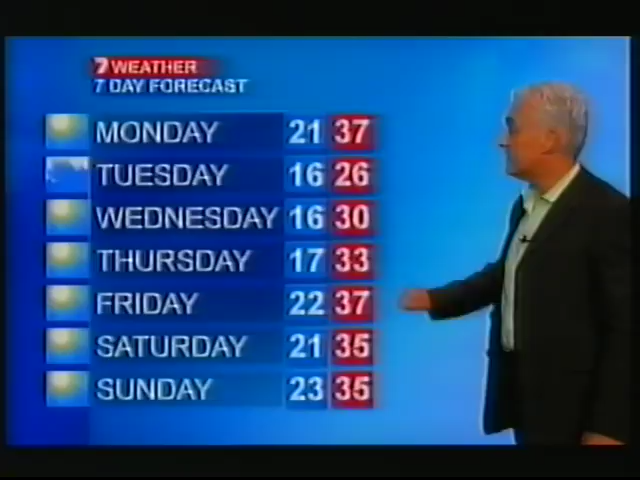 7 WEATHER
7 DAY FORECAST
MONDAY 21 37
TUESDAY 16 26
WEDNESDAY 16 30
THURSDAY 17 33
FRIDAY 22 37
SATURDAY 21 35
SUNDAY 23 35